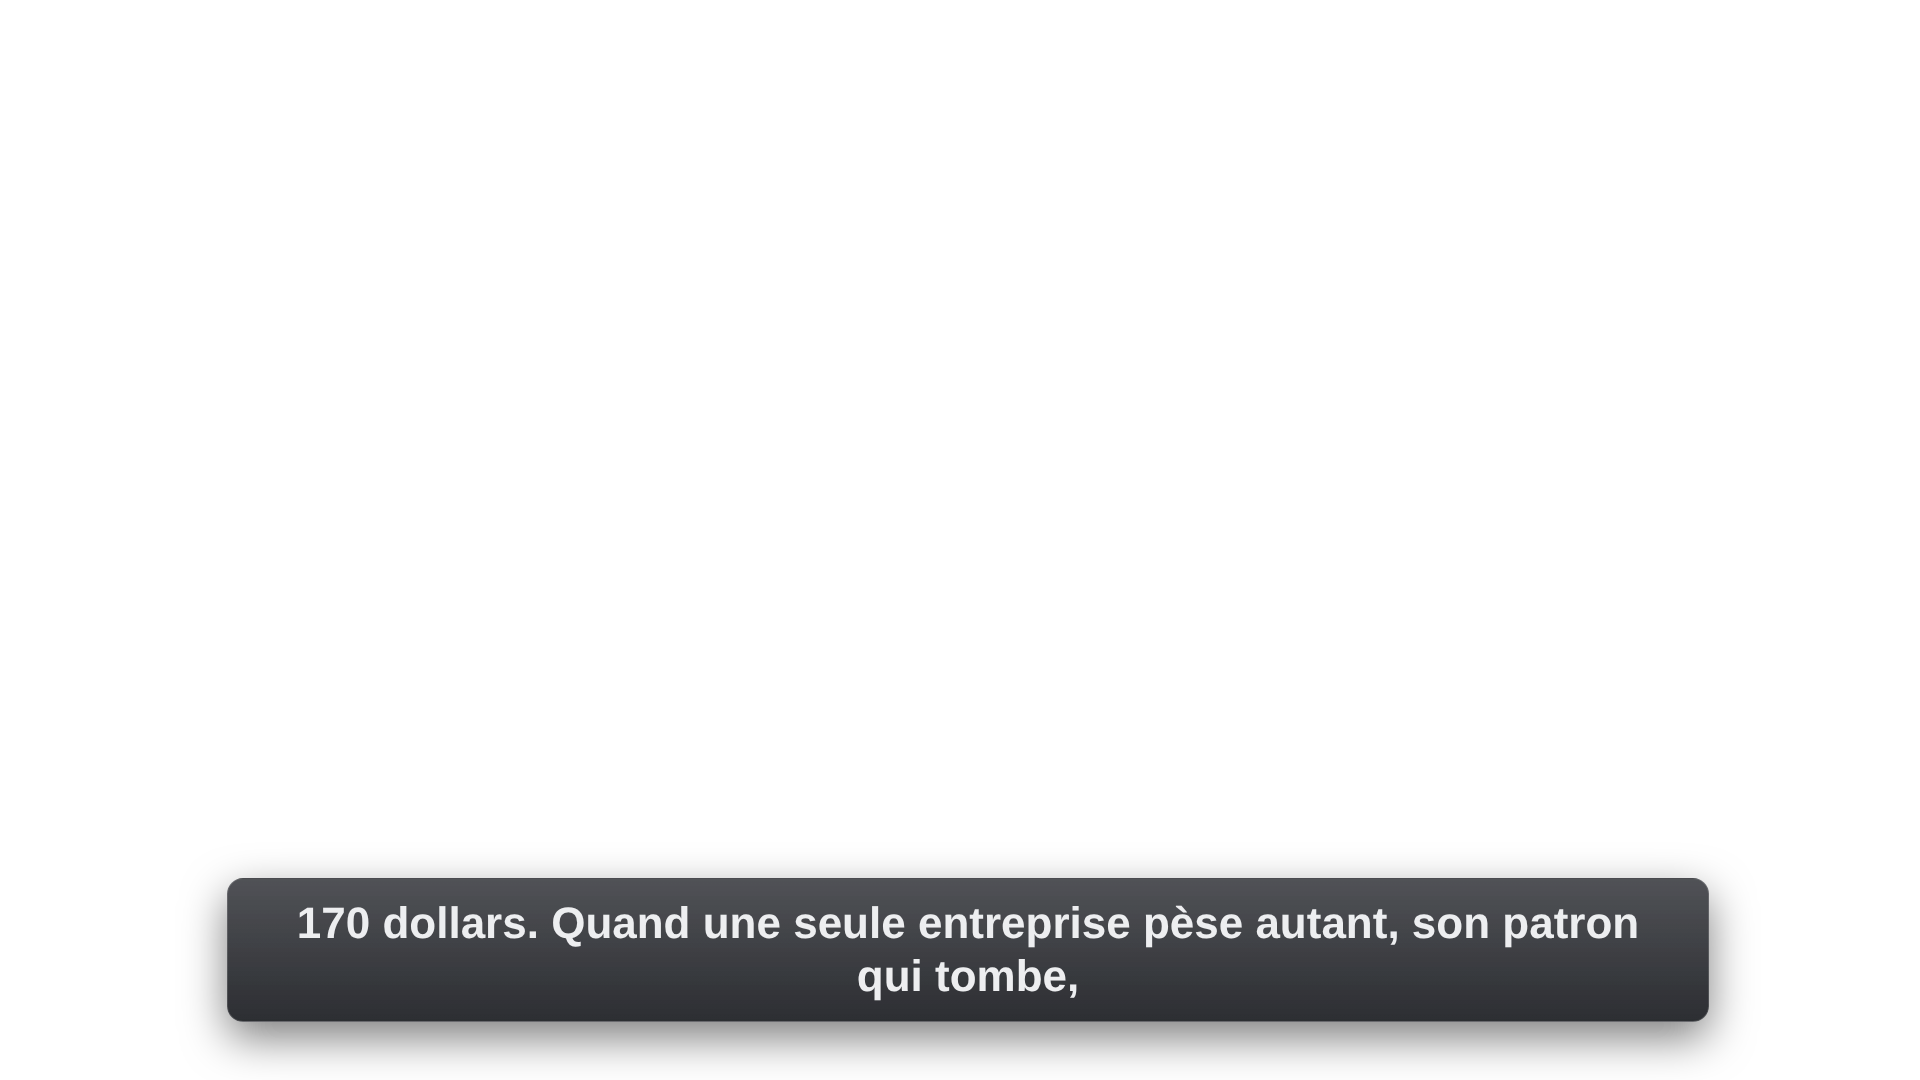 170 dollars. Quand une seule entreprise pèse autant, son patron
qui tombe,